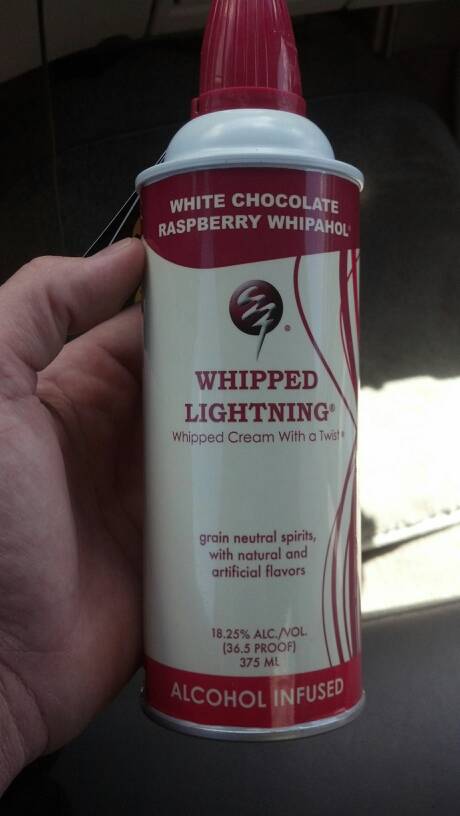 WHITE CHOCOLATE
RASPBERRY WHIPAHOL®
®
WHIPPED
LIGHTNING®
Whipped Cream With a Twist®
grain neutral spirits,
with natural and
artificial flavors
18.25% ALC./VOL.
(36.5 PROOF)
375 ML
ALCOHOL INFUSED